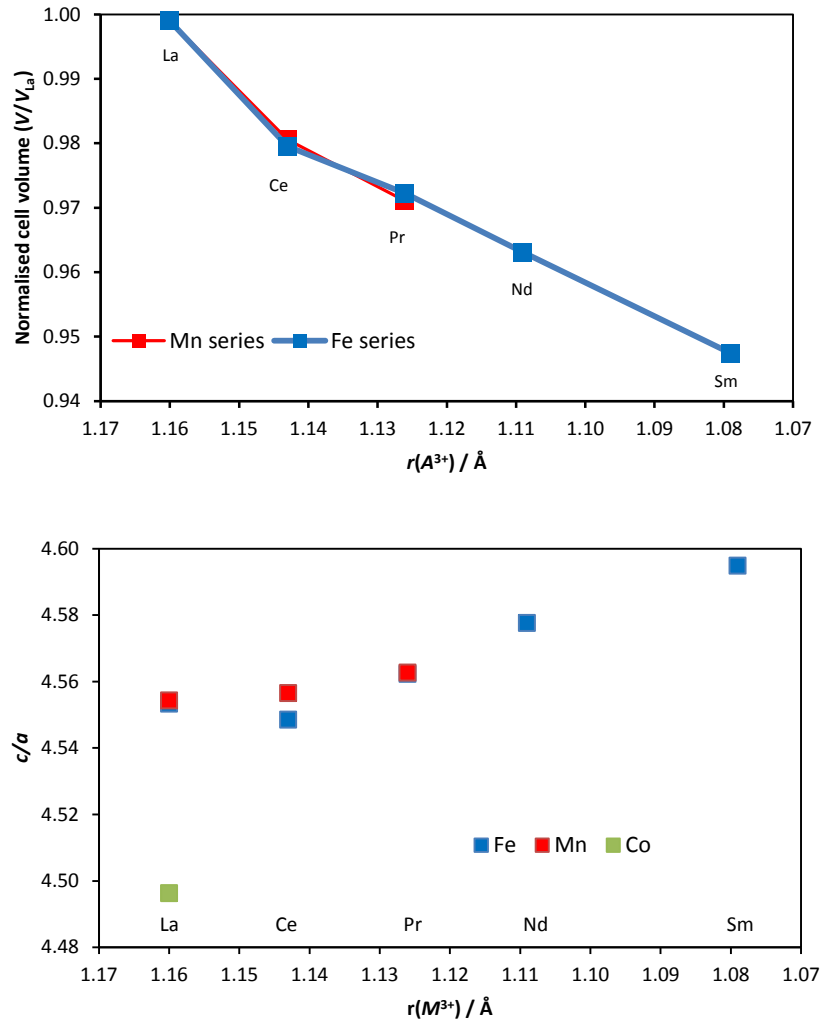 Normalised cell volume (V/V_La)
1.00
0.99
0.98
0.97
0.96
0.95
0.94
La
Ce
Pr
Nd
Sm
Mn series Fe series
1.17 1.16 1.15 1.14 1.13 1.12 1.11 1.10 1.09 1.08 1.07
r(A³⁺) / Å
c/a
4.60
4.58
4.56
4.54
4.52
4.50
4.48
Fe Mn Co
La Ce Pr Nd Sm
1.17 1.16 1.15 1.14 1.13 1.12 1.11 1.10 1.09 1.08 1.07
r(M³⁺) / Å